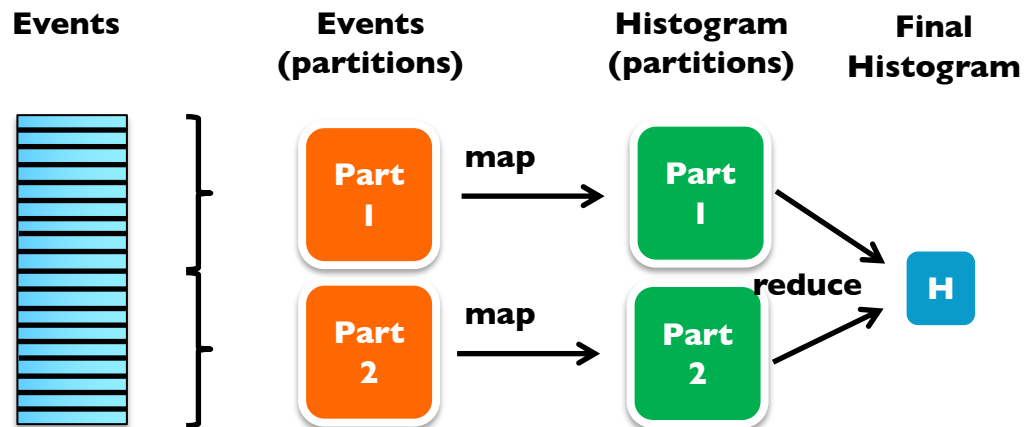 Events
Events
(partitions)
Histogram
(partitions)
Final
Histogram
Part
1
map
Part
1
reduce
H
Part
2
map
Part
2